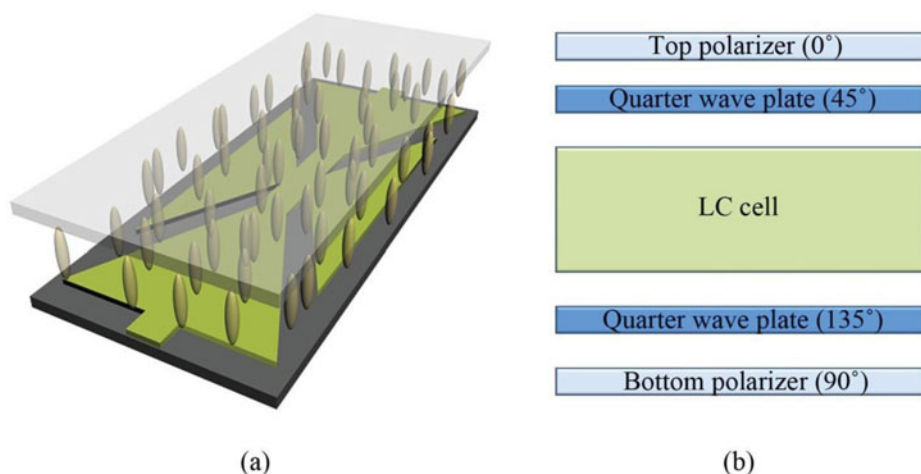 Top polarizer (0˚)
Quarter wave plate (45˚)
LC cell
Quarter wave plate (135˚)
Bottom polarizer (90˚)
(a)
(b)